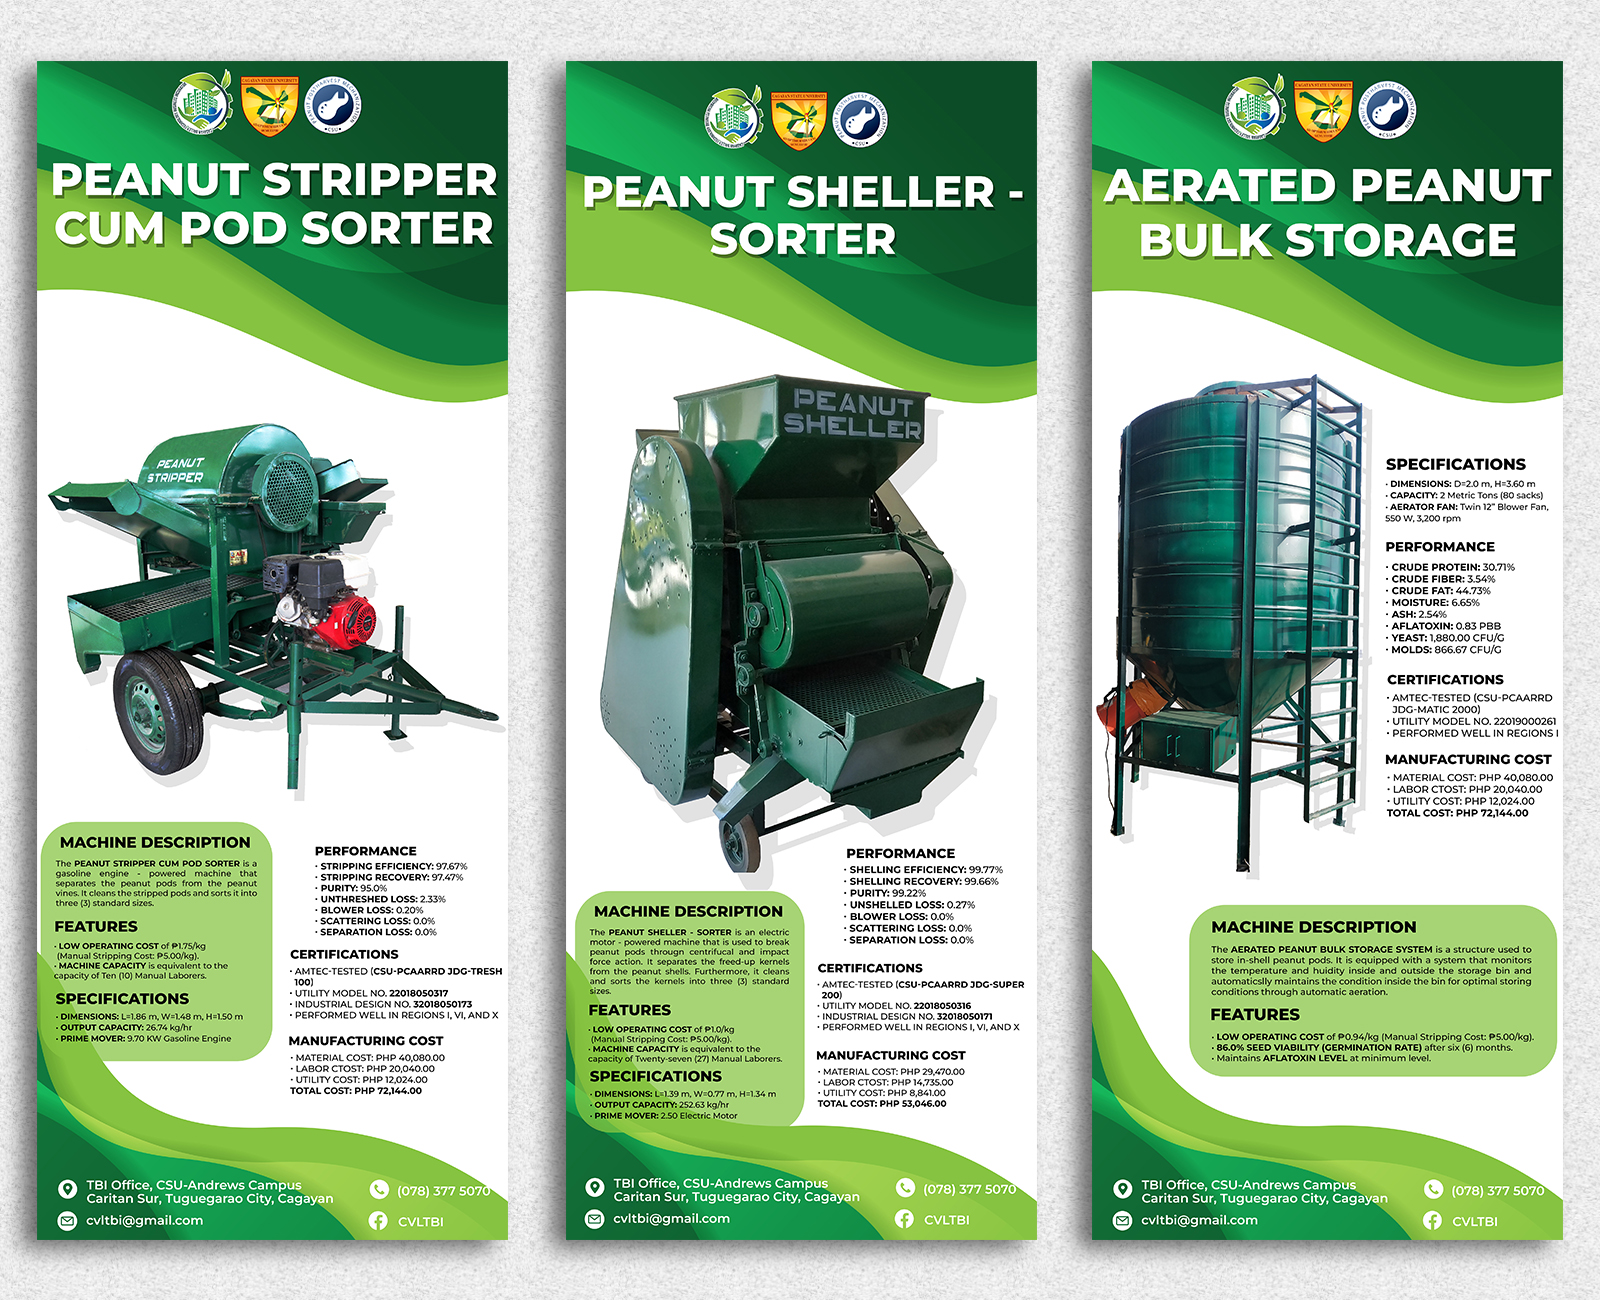 CAGAYAN STATE UNIVERSITY
PEANUT POSTHARVEST MECHANIZATION
• CSU •
PEANUT STRIPPER
CUM POD SORTER
PEANUT
STRIPPER
MACHINE DESCRIPTION
The PEANUT STRIPPER CUM POD SORTER is a
gasoline engine - powered machine that
separates the peanut pods from the peanut
vines. It cleans the stripped pods and sorts it into
three (3) standard sizes.
FEATURES
• LOW OPERATING COST of ₱1.75/kg
(Manual Stripping Cost: ₱5.00/kg).
• MACHINE CAPACITY is equivalent to the
capacity of Ten (10) Manual Laborers.
SPECIFICATIONS
• DIMENSIONS: L=1.86 m, W=1.48 m, H=1.50 m
• OUTPUT CAPACITY: 26.74 kg/hr
• PRIME MOVER: 9.70 KW Gasoline Engine
PERFORMANCE
• STRIPPING EFFICIENCY: 97.67%
• STRIPPING RECOVERY: 97.47%
• PURITY: 95.0%
• UNTHRESHED LOSS: 2.33%
• BLOWER LOSS: 0.20%
• SCATTERING LOSS: 0.0%
• SEPARATION LOSS: 0.0%
CERTIFICATIONS
• AMTEC-TESTED (CSU-PCAARRD JDG-TRESH
100)
• UTILITY MODEL NO. 22018050317
• INDUSTRIAL DESIGN NO. 32018050173
• PERFORMED WELL IN REGIONS I, VI, AND X
MANUFACTURING COST
• MATERIAL COST: PHP 40,080.00
• LABOR CTOST: PHP 20,040.00
• UTILITY COST: PHP 12,024.00
TOTAL COST: PHP 72,144.00
TBI Office, CSU-Andrews Campus
Caritan Sur, Tuguegarao City, Cagayan
(078) 377 5070
cvltbi@gmail.com
CVLTBI
CAGAYAN STATE UNIVERSITY
PEANUT POSTHARVEST MECHANIZATION
• CSU •
PEANUT SHELLER -
SORTER
PEANUT
SHELLER
MACHINE DESCRIPTION
The PEANUT SHELLER - SORTER is an electric
motor - powered machine that is used to break
peanut pods throuign centrifucal and impact
force action. It separates the freed-up kernels
from the peanut shells. Furthermore, it cleans
and sorts the kernels into three (3) standard
sizes.
FEATURES
• LOW OPERATING COST of ₱1.0/kg
(Manual Stripping Cost: ₱5.00/kg).
• MACHINE CAPACITY is equivalent to the
capacity of Twenty-seven (27) Manual Laborers.
SPECIFICATIONS
• DIMENSIONS: L=1.39 m, W=0.77 m, H=1.34 m
• OUTPUT CAPACITY: 252.63 kg/hr
• PRIME MOVER: 2.50 Electric Motor
PERFORMANCE
• SHELLING EFFICIENCY: 99.77%
• SHELLING RECOVERY: 99.66%
• PURITY: 99.22%
• UNSHELLED LOSS: 0.27%
• BLOWER LOSS: 0.0%
• SCATTERING LOSS: 0.0%
• SEPARATION LOSS: 0.0%
CERTIFICATIONS
• AMTEC-TESTED (CSU-PCAARRD JDG-SUPER
200)
• UTILITY MODEL NO. 22018050316
• INDUSTRIAL DESIGN NO. 32018050171
• PERFORMED WELL IN REGIONS I, VI, AND X
MANUFACTURING COST
• MATERIAL COST: PHP 29,470.00
• LABOR CTOST: PHP 14,735.00
• UTILITY COST: PHP 8,841.00
TOTAL COST: PHP 53,046.00
TBI Office, CSU-Andrews Campus
Caritan Sur, Tuguegarao City, Cagayan
(078) 377 5070
cvltbi@gmail.com
CVLTBI
CAGAYAN STATE UNIVERSITY
PEANUT POSTHARVEST MECHANIZATION
• CSU •
AERATED PEANUT
BULK STORAGE
SPECIFICATIONS
• DIMENSIONS: D=2.0 m, H=3.60 m
• CAPACITY: 2 Metric Tons (80 sacks)
• AERATOR FAN: Twin 12” Blower Fan,
550 W, 3,200 rpm
PERFORMANCE
• CRUDE PROTEIN: 30.71%
• CRUDE FIBER: 3.54%
• CRUDE FAT: 44.73%
• MOISTURE: 6.65%
• ASH: 2.54%
• AFLATOXIN: 0.83 PBB
• YEAST: 1,880.00 CFU/G
• MOLDS: 866.67 CFU/G
CERTIFICATIONS
• AMTEC-TESTED (CSU-PCAARRD
JDG-MATIC 2000)
• UTILITY MODEL NO. 22019000261
• PERFORMED WELL IN REGIONS I
MANUFACTURING COST
• MATERIAL COST: PHP 40,080.00
• LABOR CTOST: PHP 20,040.00
• UTILITY COST: PHP 12,024.00
TOTAL COST: PHP 72,144.00
MACHINE DESCRIPTION
The AERATED PEANUT BULK STORAGE SYSTEM is a structure used to
store in-shell peanut pods. It is equipped with a system that monitors
the temperature and huidity inside and outside the storage bin and
automaticslly maintains the condition inside the bin for optimal storing
conditions through automatic aeration.
FEATURES
• LOW OPERATING COST of ₱0.94/kg (Manual Stripping Cost: ₱5.00/kg).
• 86.0% SEED VIABILITY (GERMINATION RATE) after six (6) months.
• Maintains AFLATOXIN LEVEL at minimum level.
TBI Office, CSU-Andrews Campus
Caritan Sur, Tuguegarao City, Cagayan
(078) 377 5070
cvltbi@gmail.com
CVLTBI